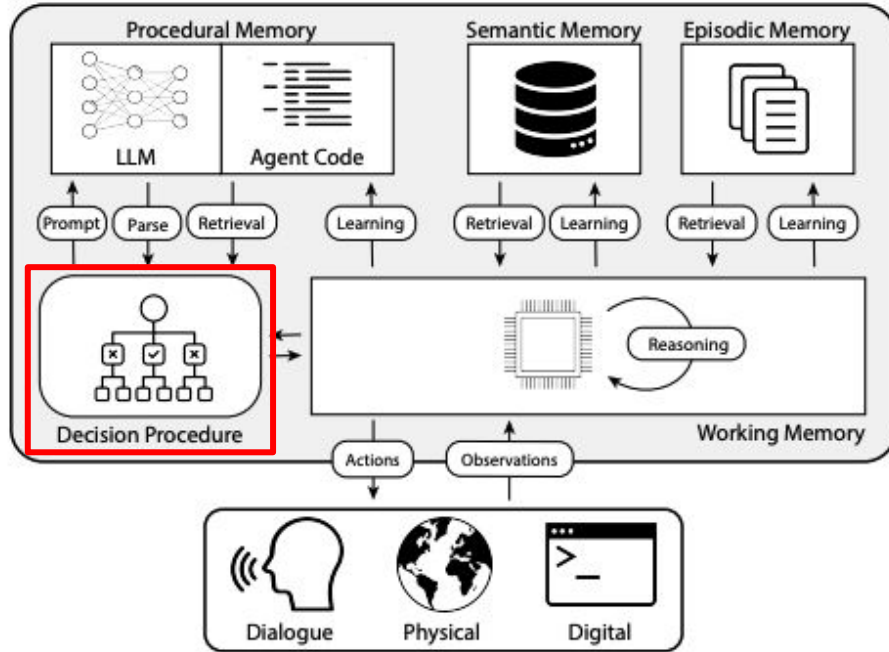 Procedural Memory
Semantic Memory
Episodic Memory
LLM
Agent Code
Prompt
Parse
Retrieval
Learning
Retrieval
Learning
Retrieval
Learning
Reasoning
Decision Procedure
Working Memory
Actions
Observations
>_
Dialogue
Physical
Digital